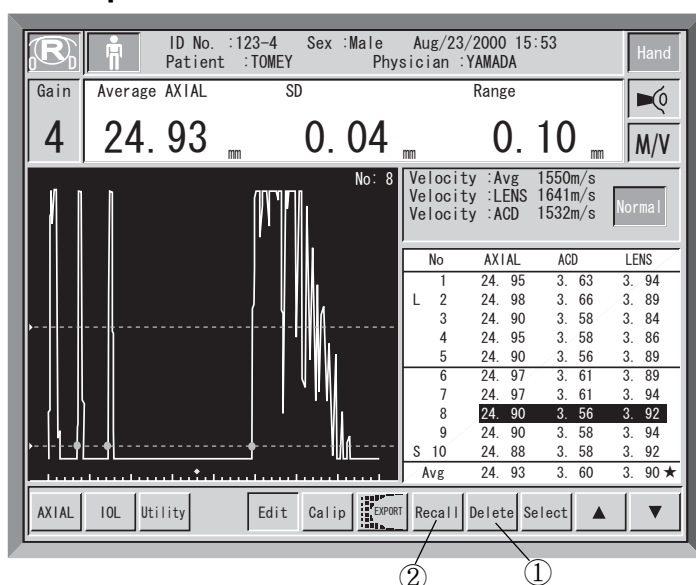 R
O D
ID No. :123-4 Sex :Male Aug/23/2000 15:53
Patient :TOMEY Physician :YAMADA
Hand
Gain
4
Average AXIAL SD Range
24.93 mm 0.04 mm 0.10 mm
M/V
No: 8
Velocity :Avg 1550m/s
Velocity :LENS 1641m/s
Velocity :ACD 1532m/s
Normal
No AXIAL ACD LENS
1 24. 95 3. 63 3. 94
L 2 24. 98 3. 66 3. 89
3 24. 90 3. 58 3. 84
4 24. 95 3. 58 3. 86
5 24. 90 3. 56 3. 89
6 24. 97 3. 61 3. 89
7 24. 97 3. 61 3. 94
8 24. 90 3. 56 3. 92
9 24. 90 3. 58 3. 94
S 10 24. 88 3. 58 3. 92
Avg 24. 93 3. 60 3. 90★
AXIAL IOL Utility Edit Calip EXPORT Recall Delete Select ▲ ▼
② ①